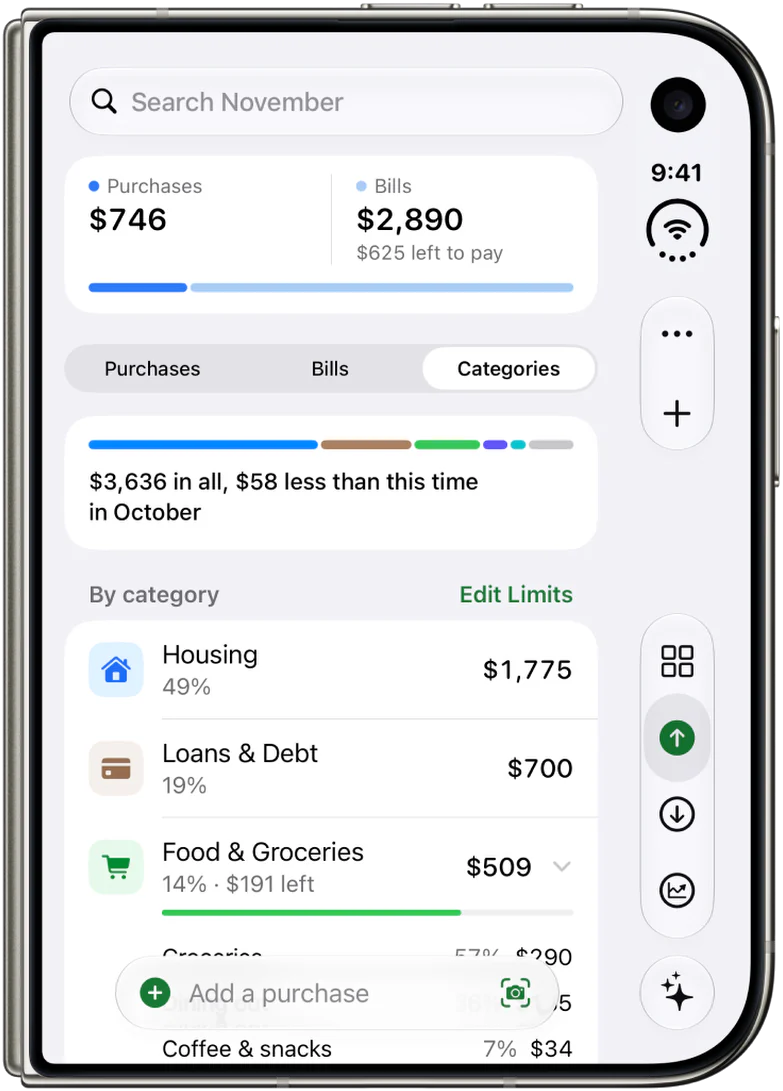 Search November
9:41
Purchases
$746
Bills
$2,890
$625 left to pay
Purchases
Bills
Categories
$3,636 in all, $58 less than this time
in October
By category
Edit Limits
Housing
$1,775
49%
Loans & Debt
$700
19%
Food & Groceries
$509
14% · $191 left
Groceries
57% $290
Add a purchase
Coffee & snacks
7% $34